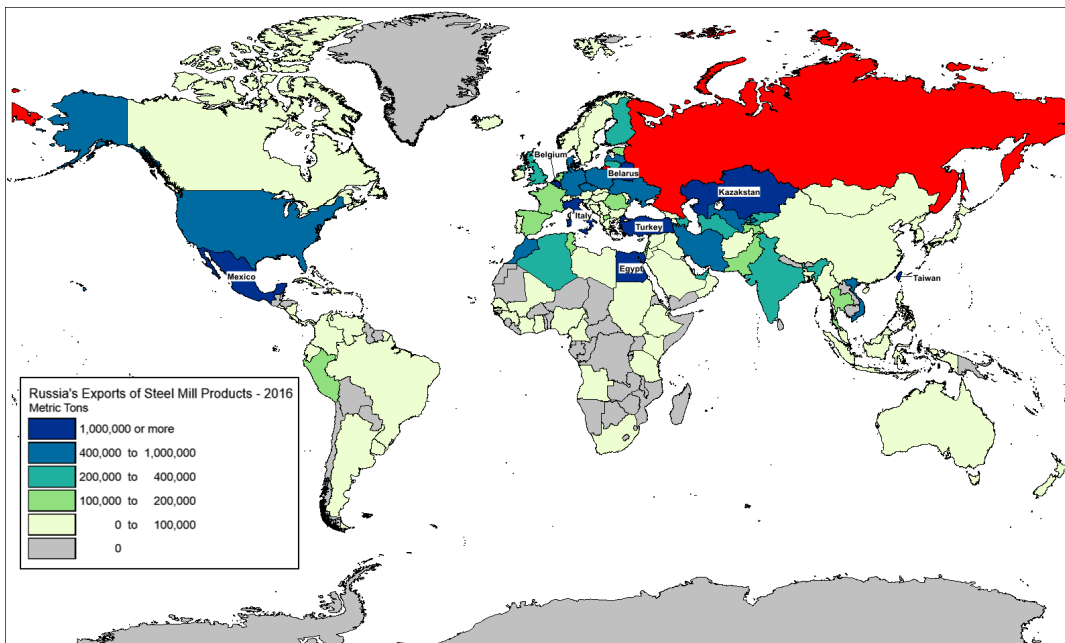 Belgium
Belarus
Kazakstan
Italy
Turkey
Mexico
Egypt
Taiwan
Russia's Exports of Steel Mill Products - 2016
Metric Tons
1,000,000 or more
400,000 to 1,000,000
200,000 to 400,000
100,000 to 200,000
0 to 100,000
0